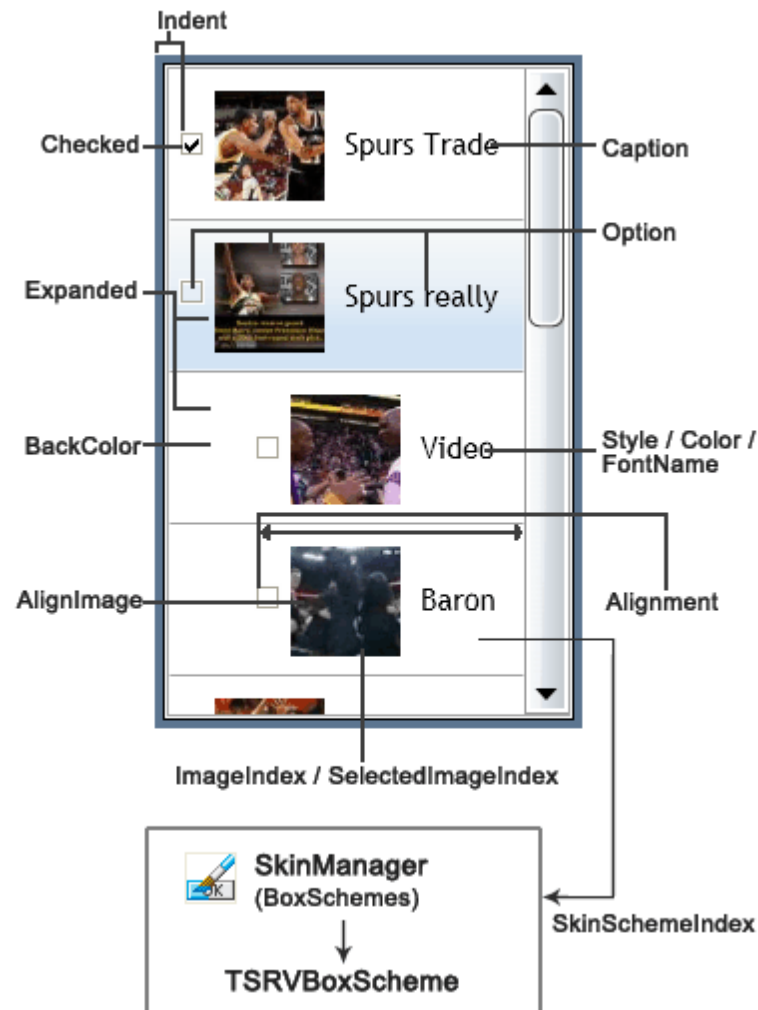 Indent
Checked
Spurs Trade
Caption
Option
Expanded
Spurs really
BackColor
Video
Style / Color /
FontName
AlignImage
Baron
Alignment
ImageIndex / SelectedImageIndex
SkinManager
(BoxSchemes)
SkinSchemeIndex
TSRVBoxScheme